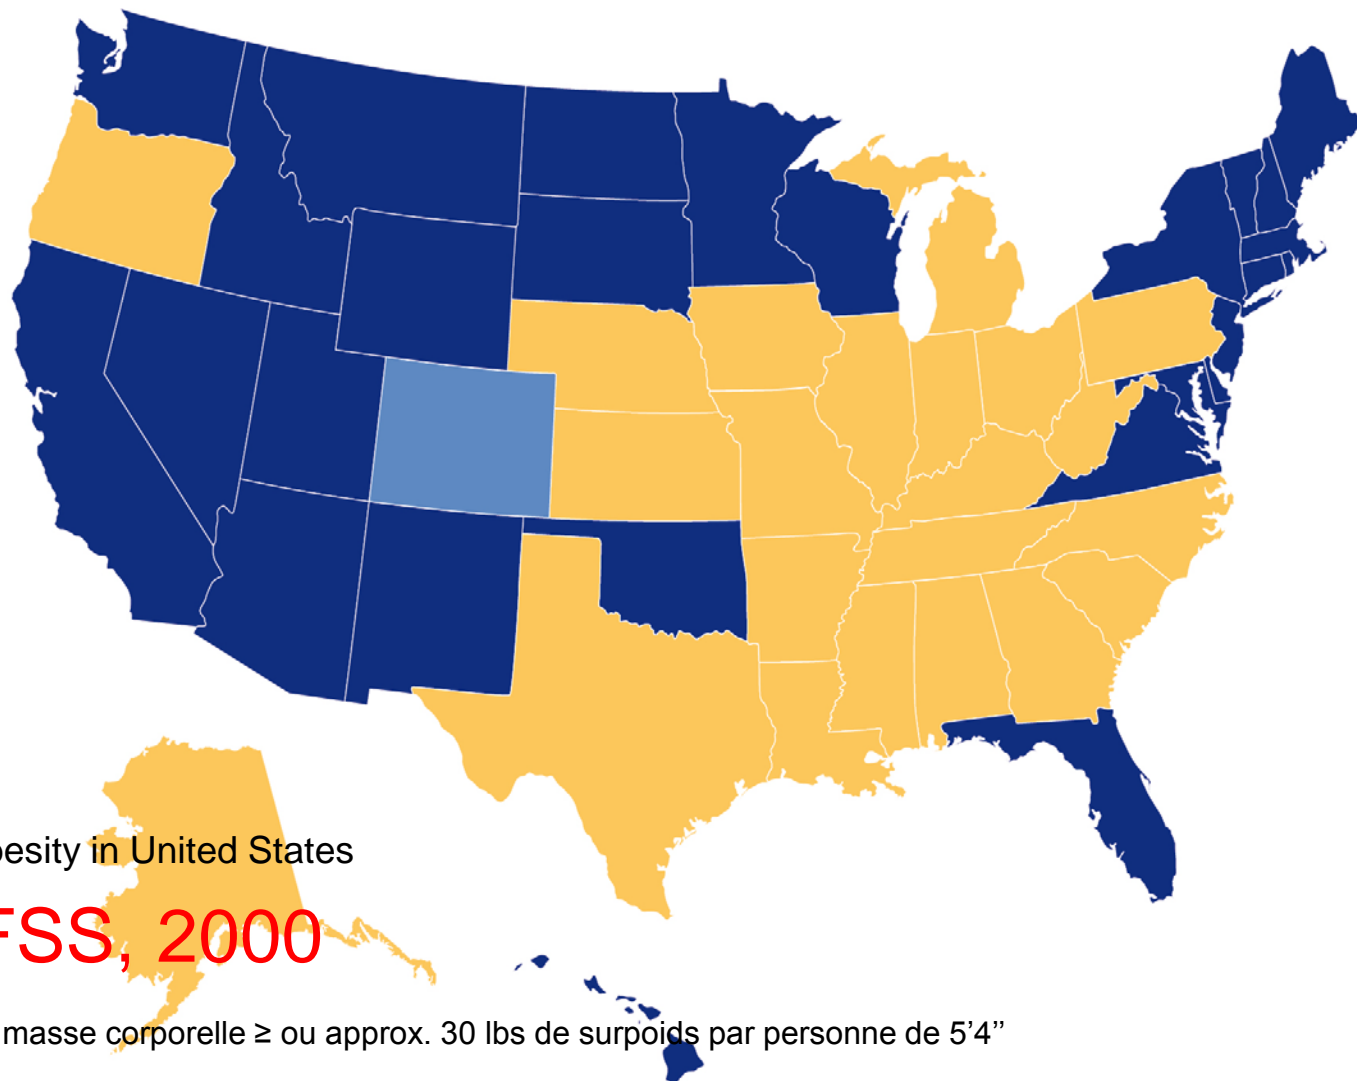 besity in United States
FSS, 2000
masse corporelle ≥ ou approx. 30 lbs de surpoids par personne de 5’4’’